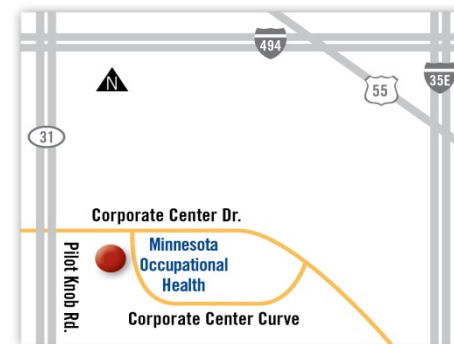 494
N
55
35E
31
Corporate Center Dr.
Pilot Knob Rd.
Minnesota
Occupational
Health
Corporate Center Curve